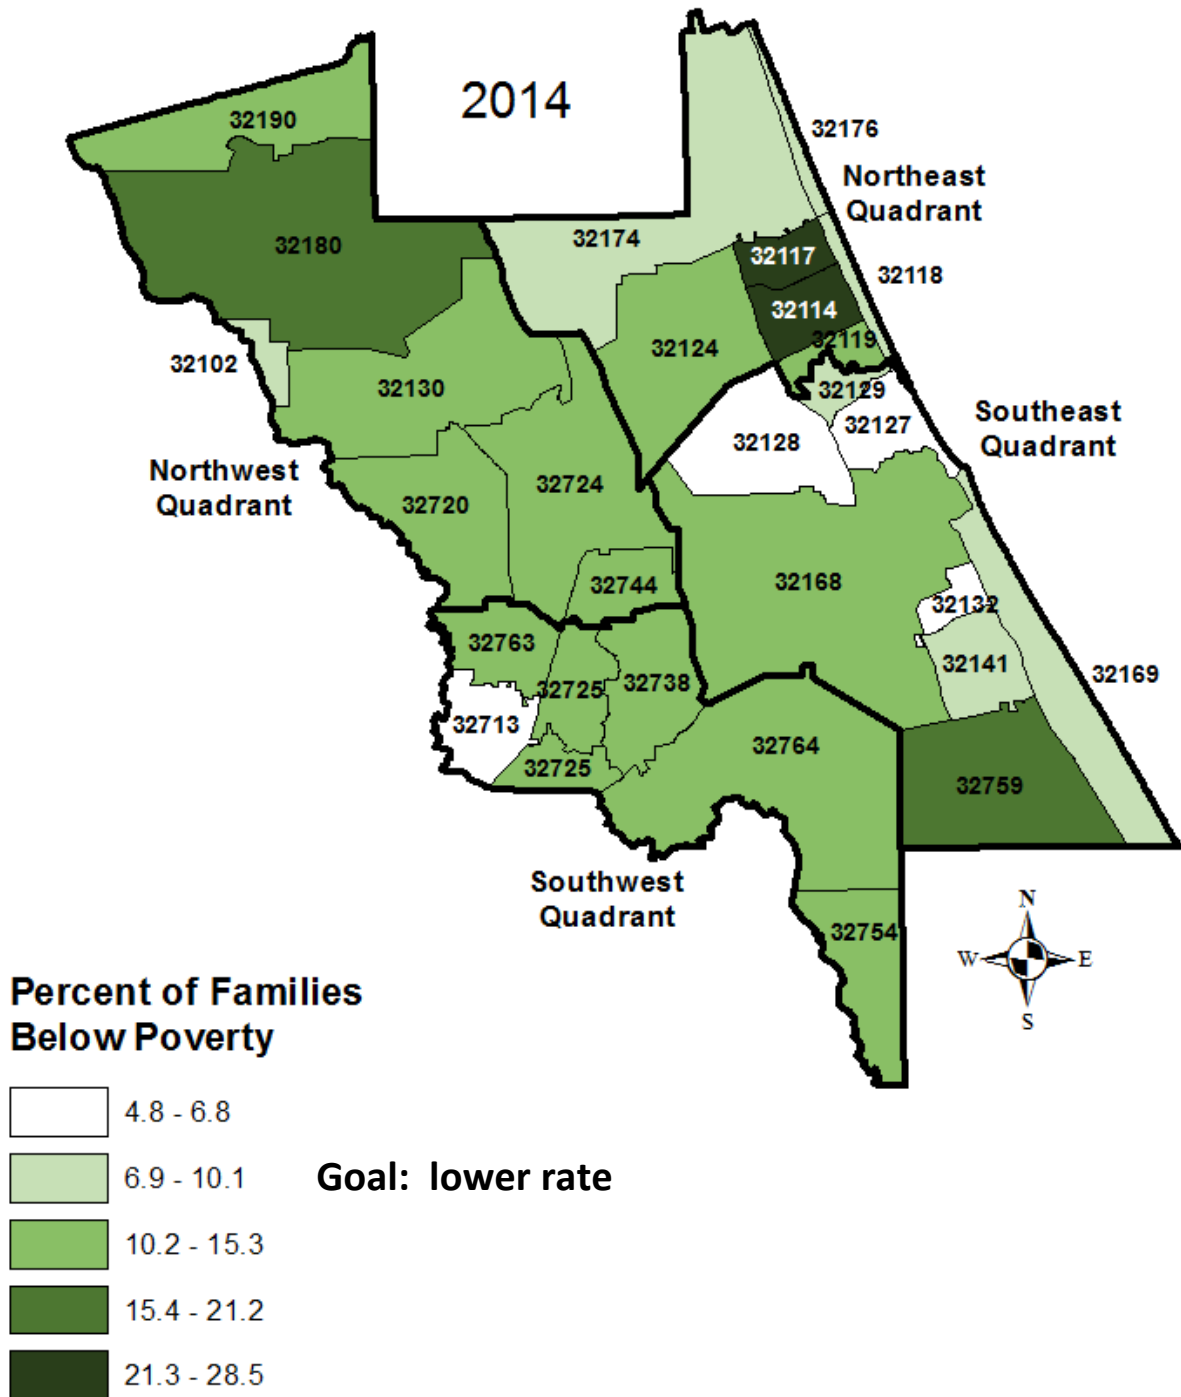 2014
32190
32176
Northeast
Quadrant
32174
32180
32117
32118
32114
32119
32124
32102
32130
32129
32127
Southeast
Quadrant
32128
Northwest
Quadrant
32724
32720
32744
32168
32132
32763
32141
32169
32725
32738
32713
32764
32725
32759
Southwest
Quadrant
32754
N
W
E
S
Percent of Families
Below Poverty
4.8 - 6.8
6.9 - 10.1
Goal: lower rate
10.2 - 15.3
15.4 - 21.2
21.3 - 28.5